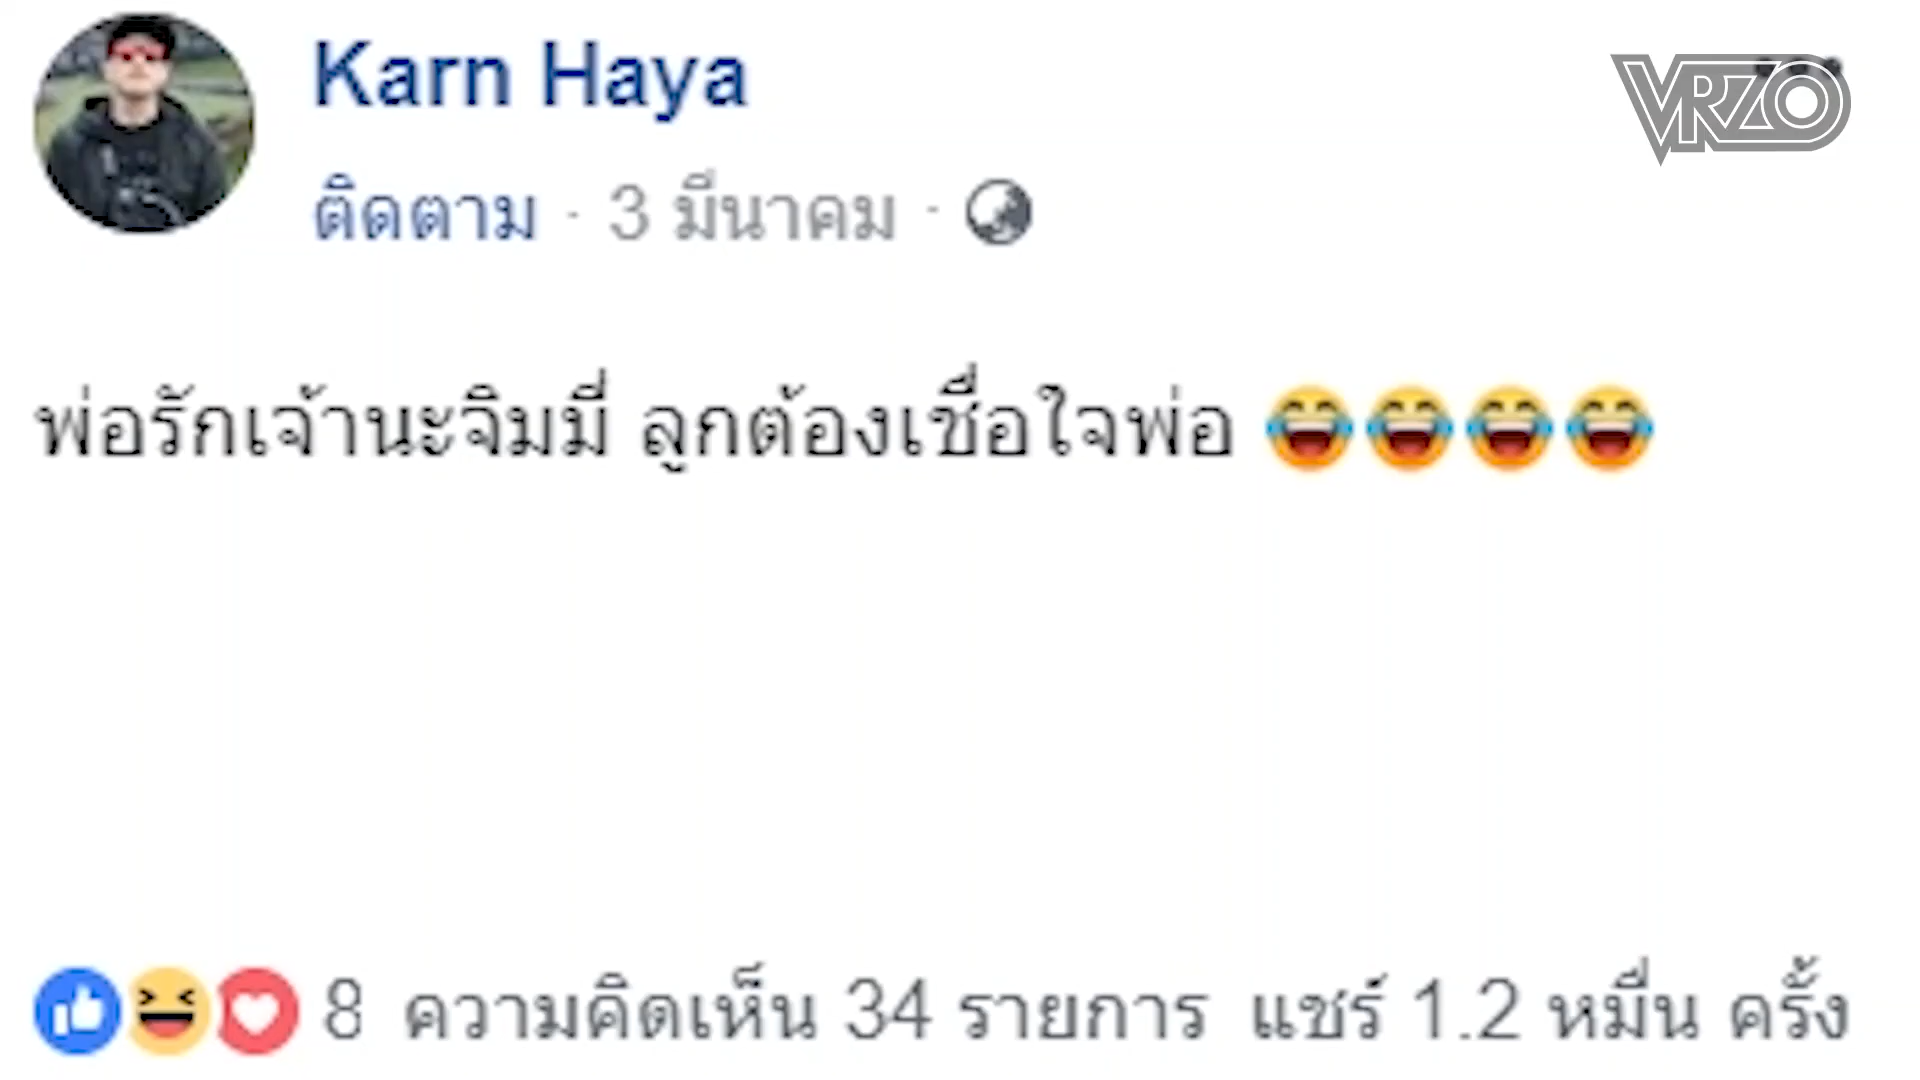 Karn Haya
VRZO
ติดตาม · 3 มีนาคม ·
พ่อรักเจ้านะจิมมี่ ลูกต้องเชื่อใจพ่อ 😂😂😂😂
8 ความคิดเห็น 34 รายการ แชร์ 1.2 หมื่น ครั้ง